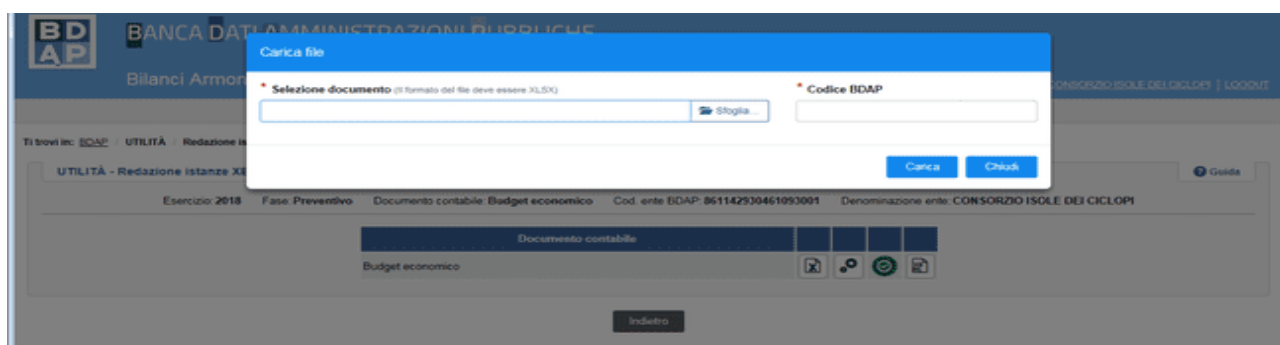 BD
AP
BANCA DATI AMMINISTRAZIONI PUBBLICHE
Bilanci Armon
CONSORZIO ISOLE DEI CICLOPI | LOGOUT
Carica file
* Selezione documento (Il formato del file deve essere XLSX)
* Codice BDAP
Sfoglia...
Carica
Chiudi
Ti trovi in: BDAP / UTILITÀ / Redazione is
UTILITÀ - Redazione istanze XB
Guida
Esercizio: 2018 Fase: Preventivo Documento contabile: Budget economico Cod. ente BDAP: 861142930461093001 Denominazione ente: CONSORZIO ISOLE DEI CICLOPI
Documento contabile
Budget economico
Indietro